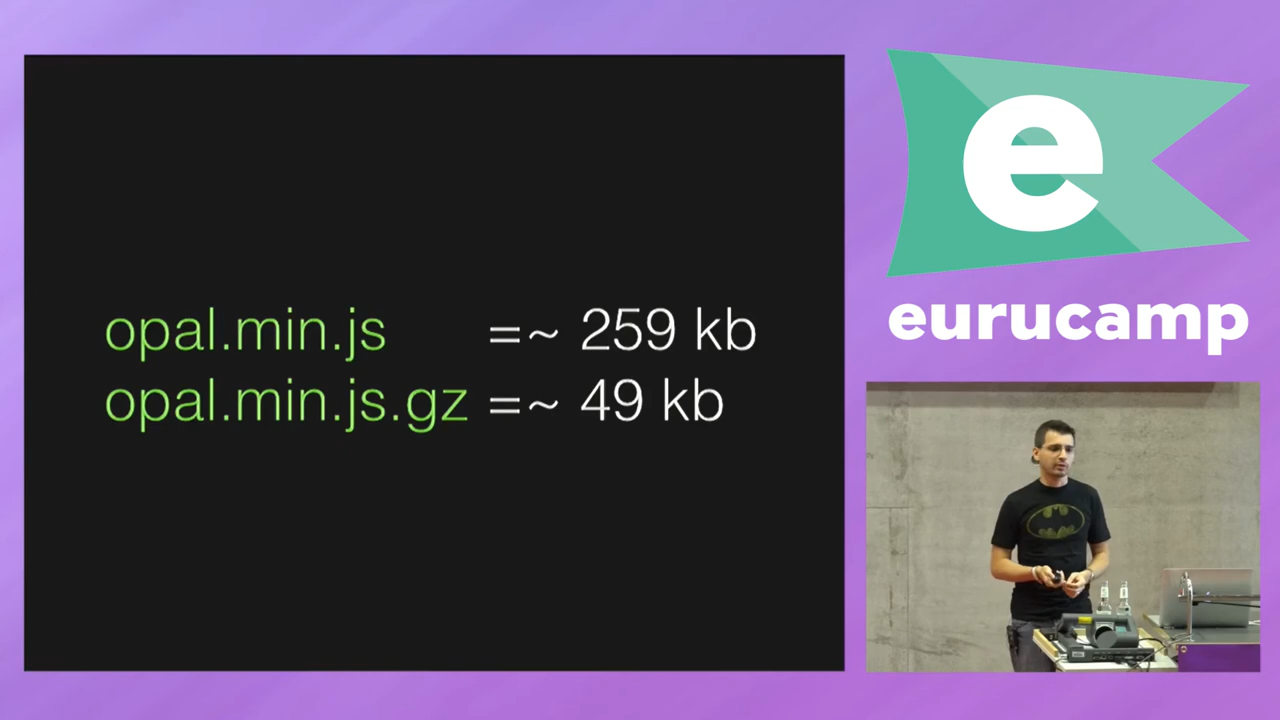 opal.min.js =~ 259 kb
opal.min.js.gz =~ 49 kb
e
eurucamp